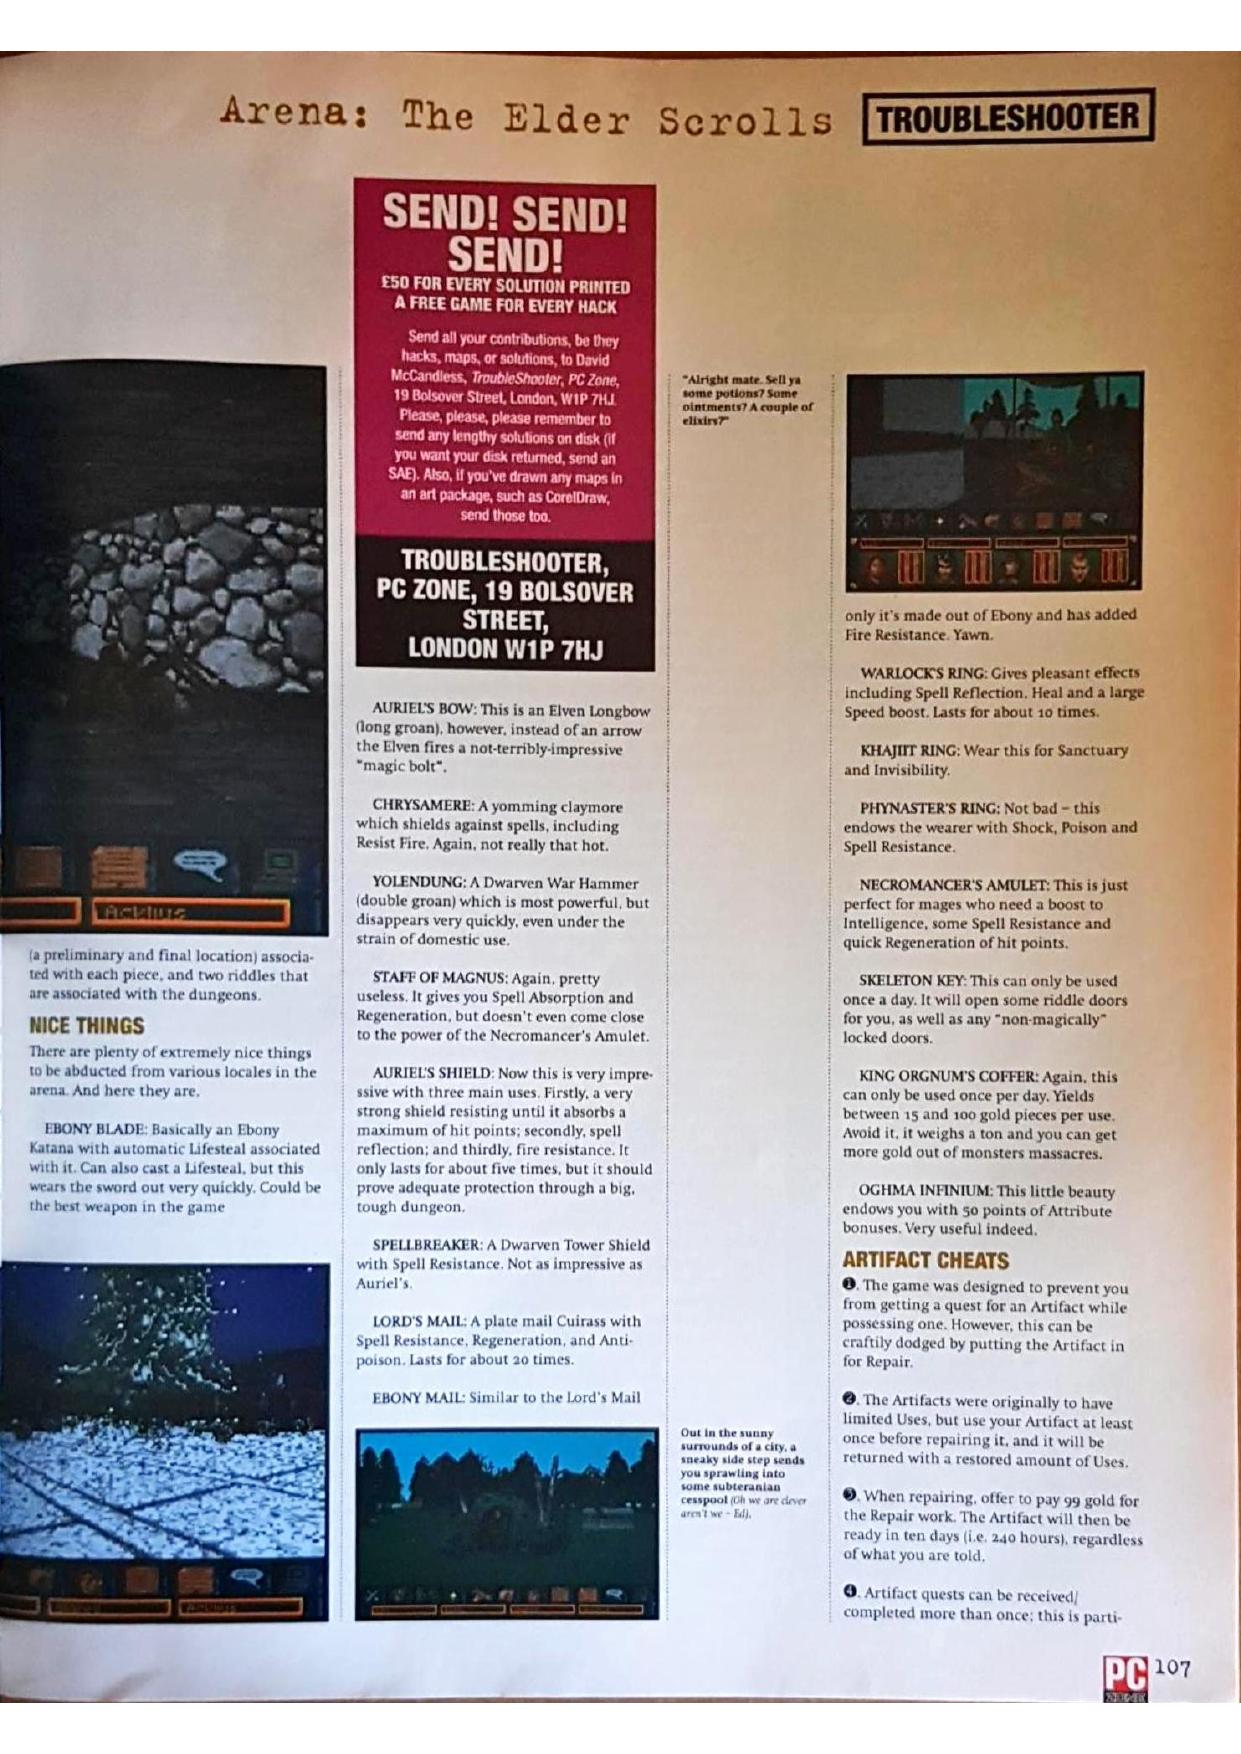 Arena: The Elder Scrolls
TROUBLESHOOTER
SEND! SEND!
SEND!
£50 FOR EVERY SOLUTION PRINTED
A FREE GAME FOR EVERY HACK
Send all your contributions, be they
hacks, maps, or solutions, to David
McCandless, TroubleShooter, PC Zone,
19 Bolsover Street, London, W1P 7HJ.
Please, please, please remember to
send any lengthy solutions on disk (if
you want your disk returned, send an
SAE). Also, if you've drawn any maps in
an art package, such as CorelDraw,
send those too.
TROUBLESHOOTER,
PC ZONE, 19 BOLSOVER
STREET,
LONDON W1P 7HJ
(a preliminary and final location) associa-
ted with each piece, and two riddles that
are associated with the dungeons.
NICE THINGS
There are plenty of extremely nice things
to be abducted from various locales in the
arena. And here they are.
EBONY BLADE: Basically an Ebony
Katana with automatic Lifesteal associated
with it. Can also cast a Lifesteal, but this
wears the sword out very quickly. Could be
the best weapon in the game
AURIEL'S BOW: This is an Elven Longbow
(long groan), however, instead of an arrow
the Elven fires a not-terribly-impressive
"magic bolt".
CHRYSAMERE: A yomming claymore
which shields against spells, including
Resist Fire. Again, not really that hot.
YOLENDUNG: A Dwarven War Hammer
(double groan) which is most powerful, but
disappears very quickly, even under the
strain of domestic use.
STAFF OF MAGNUS: Again, pretty
useless. It gives you Spell Absorption and
Regeneration, but doesn't even come close
to the power of the Necromancer's Amulet.
AURIEL'S SHIELD: Now this is very impre-
ssive with three main uses. Firstly, a very
strong shield resisting until it absorbs a
maximum of hit points; secondly, spell
reflection; and thirdly, fire resistance. It
only lasts for about five times, but it should
prove adequate protection through a big,
tough dungeon.
SPELLBREAKER: A Dwarven Tower Shield
with Spell Resistance. Not as impressive as
Auriel's.
LORD'S MAIL: A plate mail Cuirass with
Spell Resistance, Regeneration, and Anti-
poison. Lasts for about 20 times.
EBONY MAIL: Similar to the Lord's Mail
"Alright mate. Sell ya
some potions? Some
ointments? A couple of
elixirs?"
Out in the sunny
surrounds of a city, a
sneaky side step sends
you sprawling into
some subteranian
cesspool (Oh we are clever
aren't we - Ed).
only it's made out of Ebony and has added
Fire Resistance. Yawn.
WARLOCK'S RING: Gives pleasant effects
including Spell Reflection, Heal and a large
Speed boost. Lasts for about 10 times.
KHAJIIT RING: Wear this for Sanctuary
and Invisibility.
PHYNASTER'S RING: Not bad – this
endows the wearer with Shock, Poison and
Spell Resistance.
NECROMANCER'S AMULET: This is just
perfect for mages who need a boost to
Intelligence, some Spell Resistance and
quick Regeneration of hit points.
SKELETON KEY: This can only be used
once a day. It will open some riddle doors
for you, as well as any "non-magically"
locked doors.
KING ORGNUM'S COFFER: Again, this
can only be used once per day. Yields
between 15 and 100 gold pieces per use.
Avoid it, it weighs a ton and you can get
more gold out of monsters massacres.
OGHMA INFINIUM: This little beauty
endows you with 50 points of Attribute
bonuses. Very useful indeed.
ARTIFACT CHEATS
❶. The game was designed to prevent you
from getting a quest for an Artifact while
possessing one. However, this can be
craftily dodged by putting the Artifact in
for Repair.
❷. The Artifacts were originally to have
limited Uses, but use your Artifact at least
once before repairing it, and it will be
returned with a restored amount of Uses.
❸. When repairing, offer to pay 99 gold for
the Repair work. The Artifact will then be
ready in ten days (i.e. 240 hours), regardless
of what you are told.
❹. Artifact quests can be received/
completed more than once; this is parti-
PC
ZONE
107